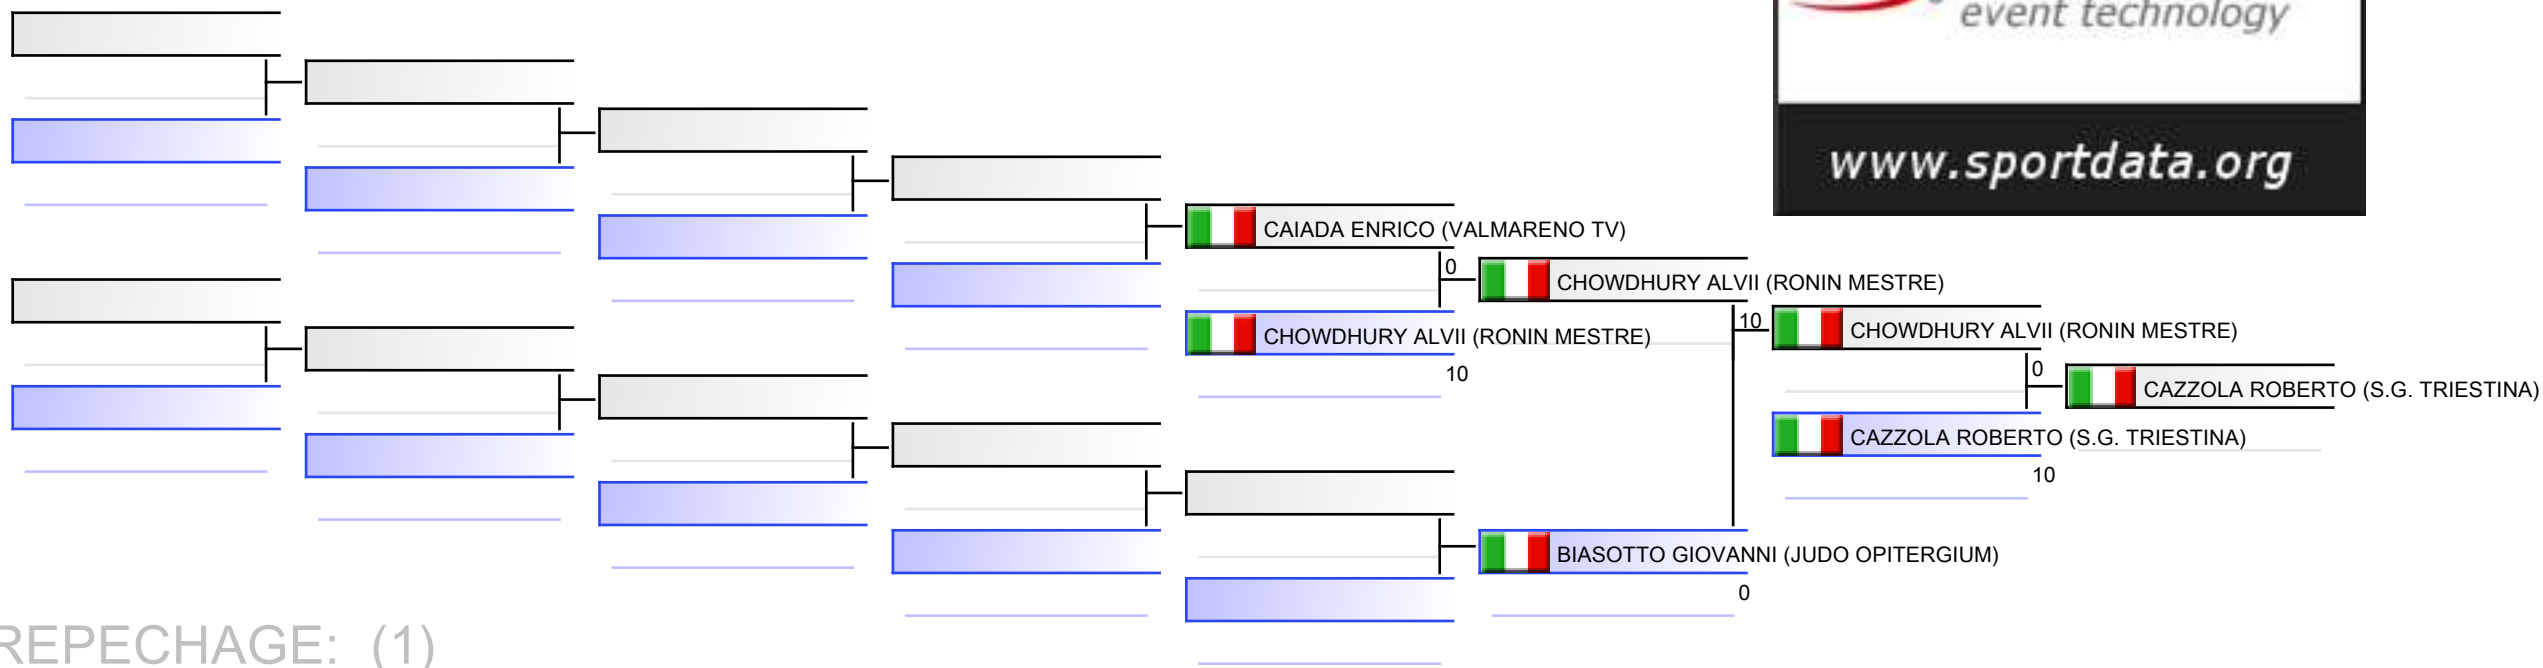 event technology
www.sportdata.org
CAIADA ENRICO (VALMARENO TV)
0
CHOWDHURY ALVII (RONIN MESTRE)
CHOWDHURY ALVII (RONIN MESTRE)
10
10
CHOWDHURY ALVII (RONIN MESTRE)
0
CAZZOLA ROBERTO (S.G. TRIESTINA)
CAZZOLA ROBERTO (S.G. TRIESTINA)
10
BIASOTTO GIOVANNI (JUDO OPITERGIUM)
0
REPECHAGE: (1)